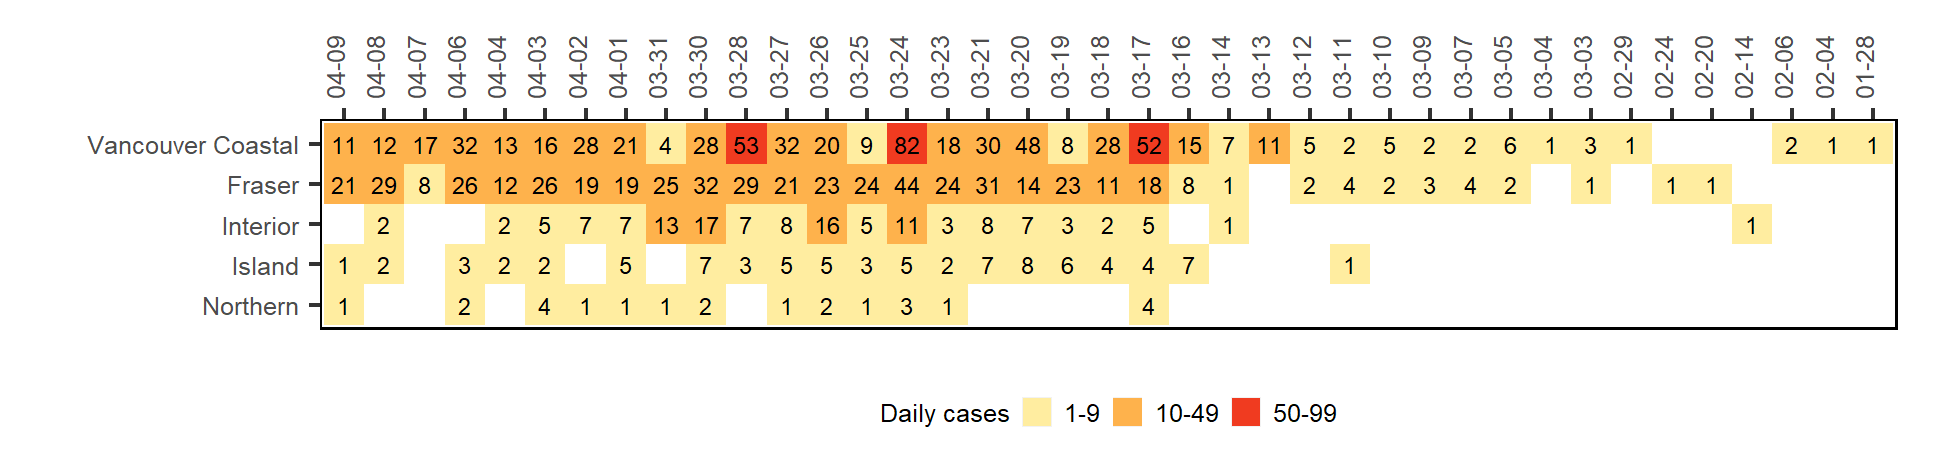 04-09 04-08 04-07 04-06 04-04 04-03 04-02 04-01 03-31 03-30 03-28 03-27 03-26 03-25 03-24 03-23 03-21 03-20 03-19 03-18 03-17 03-16 03-14 03-13 03-12 03-11 03-10 03-09 03-07 03-05 03-04 03-03 02-29 02-24 02-20 02-14 02-06 02-04 01-28
Vancouver Coastal 11 12 17 32 13 16 28 21 4 28 53 32 20 9 82 18 30 48 8 28 52 15 7 11 5 2 5 2 2 6 1 3 1 2 1 1
Fraser 21 29 8 26 12 26 19 19 25 32 29 21 23 24 44 24 31 14 23 11 18 8 1 2 4 2 3 4 2 1 1 1
Interior 2 2 5 7 7 13 17 7 8 16 5 11 3 8 7 3 2 5 1 1
Island 1 2 3 2 2 5 7 3 5 5 3 5 2 7 8 6 4 4 7 1
Northern 1 2 4 1 1 1 2 1 2 1 3 1 4
Daily cases 1-9 10-49 50-99